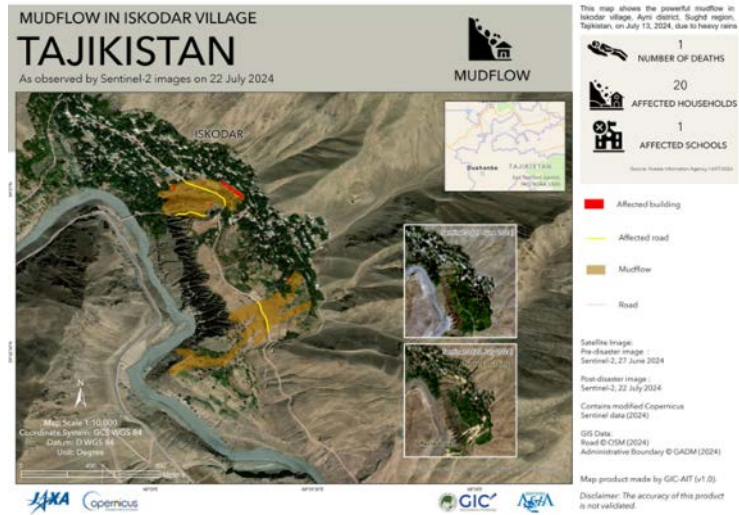 MUDFLOW IN ISKODAR VILLAGE
TAJIKISTAN
As observed by Sentinel-2 images on 22 July 2024
MUDFLOW
This map shows the powerful mudflow in
Iskodar village, Ayni district, Sughd region,
Tajikistan, on July 13, 2024, due to heavy rains
1
NUMBER OF DEATHS
20
AFFECTED HOUSEHOLDS
1
AFFECTED SCHOOLS
ISKODAR
Dushanbe
TAJIKISTAN
Affected building
Affected road
Mudflow
Road
Satellite Image:
Pre-disaster image :
Sentinel-2, 27 June 2024
Post-disaster image :
Sentinel-2, 22 July 2024
Contains modified Copernicus
Sentinel data (2024)
GIS Data:
Road © OSM (2024)
Administrative Boundary © GADM (2024)
Map product made by GIC-AIT (v1.0).
Disclaimer: The accuracy of this product
is not validated.
N
Map Scale 1:10,000
Coordinate System: GCS WGS 84
Datum: D WGS 84
Unit: Degree
JAXA
opernicus
GIC